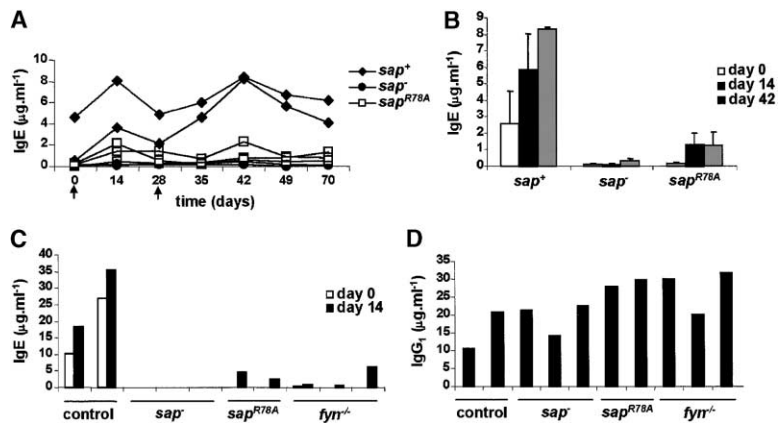 A
IgE (µg.ml-1)
10
8
6
4
2
0
0 14 28 35 42 49 70
time (days)
sap+
sap-
sapR78A
B
IgE (µg.ml-1)
9
8
7
6
5
4
3
2
1
0
sap+ sap- sapR78A
day 0
day 14
day 42
C
IgE (µg.ml-1)
40
35
30
25
20
15
10
5
0
control sap- sapR78A fyn-/-
day 0
day 14
D
IgG1 (µg.ml-1)
35
30
25
20
15
10
5
0
control sap- sapR78A fyn-/-